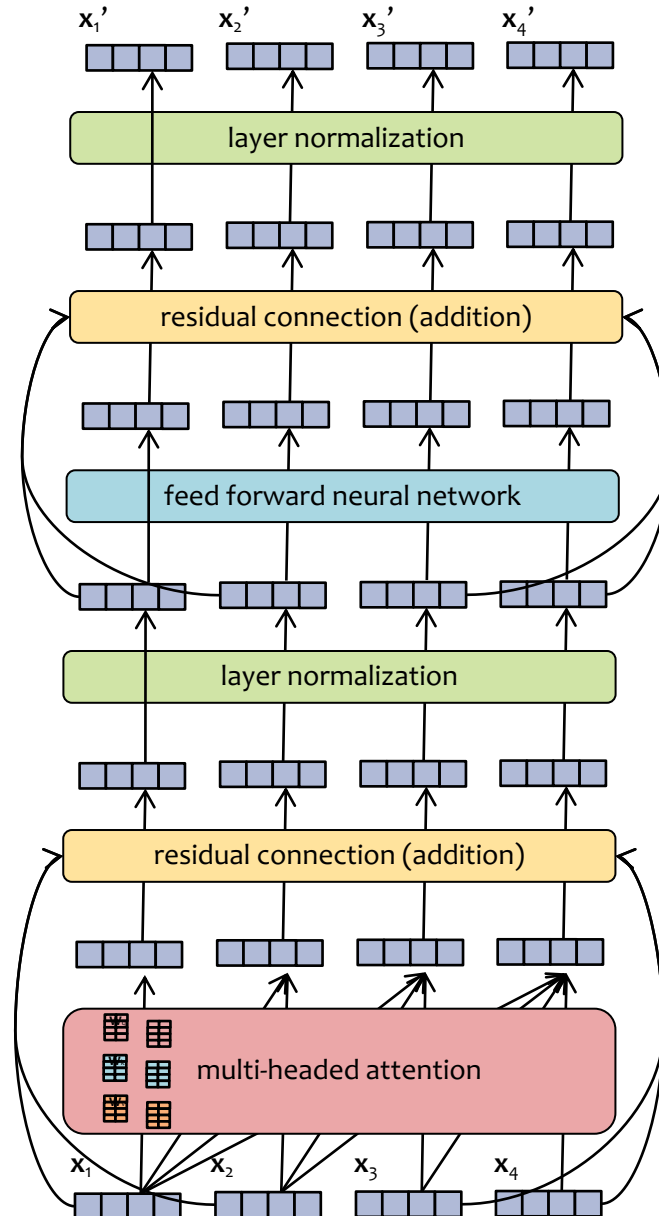 x₁' x₂' x₃' x₄'
layer normalization
residual connection (addition)
feed forward neural network
layer normalization
residual connection (addition)
multi-headed attention
x₁ x₂ x₃ x₄